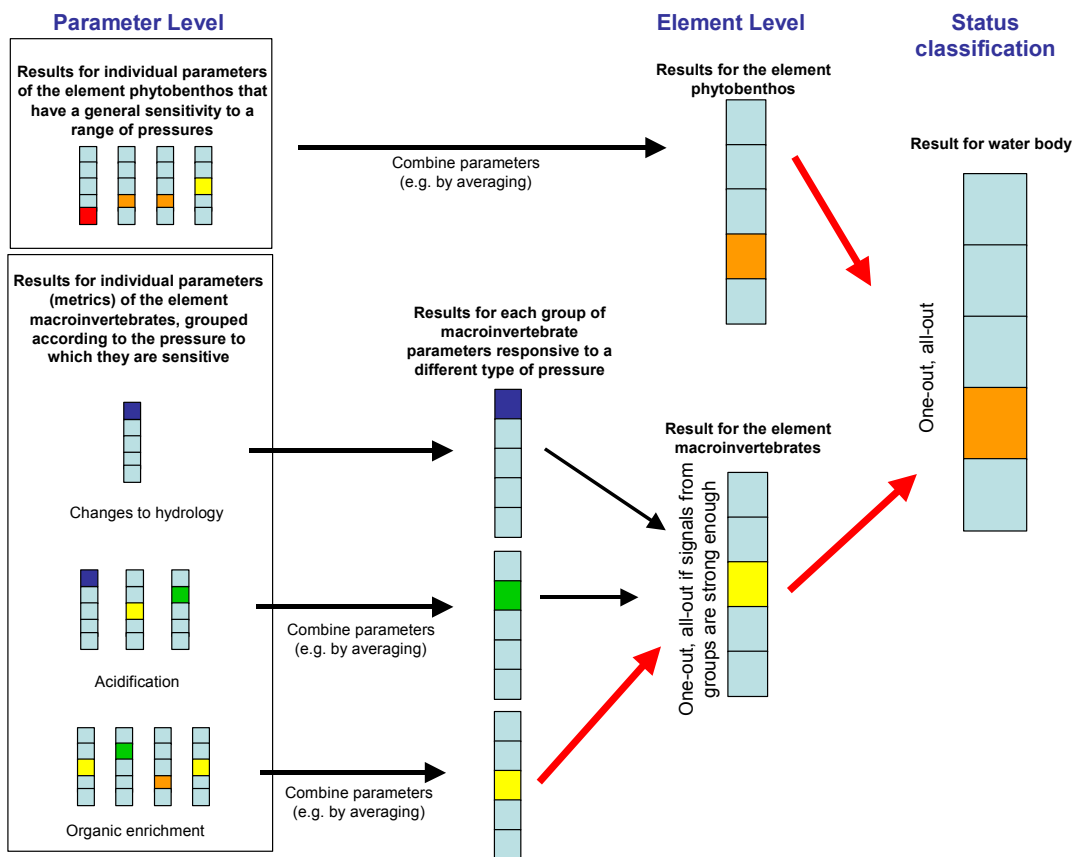 Parameter Level
Element Level
Status
classification
Results for individual parameters
of the element phytobenthos that
have a general sensitivity to a
range of pressures
Combine parameters
(e.g. by averaging)
Results for the element
phytobenthos
Result for water body
Results for individual parameters
(metrics) of the element
macroinvertebrates, grouped
according to the pressure to
which they are sensitive
Results for each group of
macroinvertebrate
parameters responsive to a
different type of pressure
One-out, all-out
Result for the element
macroinvertebrates
Changes to hydrology
One-out, all-out if signals from
groups are strong enough
Combine parameters
(e.g. by averaging)
Acidification
Combine parameters
(e.g. by averaging)
Organic enrichment